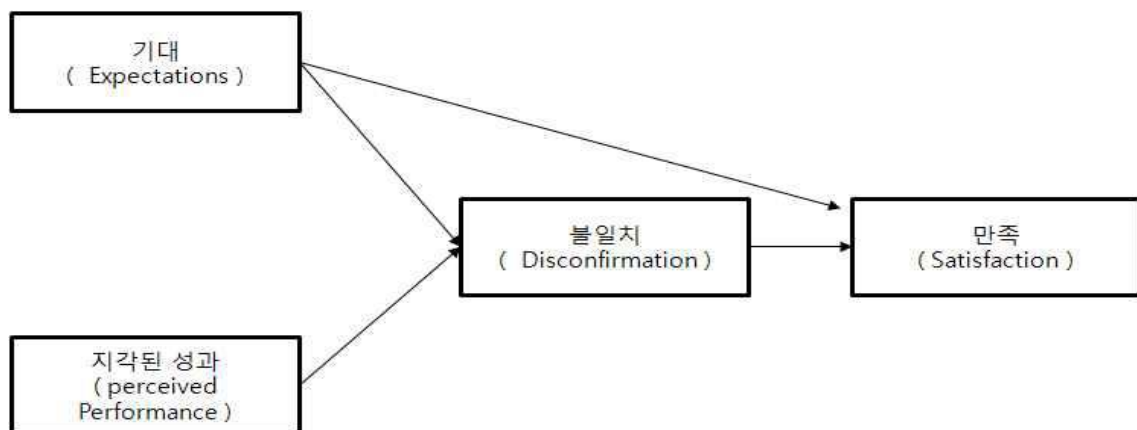 기대
( Expectations )
불일치
( Disconfirmation )
만족
( Satisfaction )
지각된 성과
( perceived
Performance )